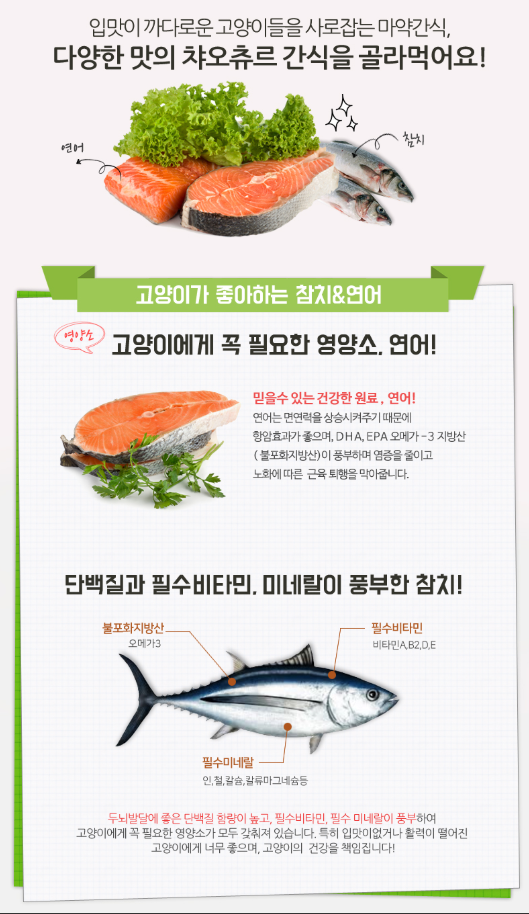 입맛이 까다로운 고양이들을 사로잡는 마약간식,
다양한 맛의 챠오츄르 간식을 골라먹어요!
연어
참치
고양이가 좋아하는 참치&연어
영양소
고양이에게 꼭 필요한 영양소, 연어!
믿을수 있는 건강한 원료 , 연어!
연어는 면연력을 상승시켜주기 때문에
항암효과가 좋으며, DHA, EPA 오메가 -3 지방산
( 불포화지방산)이 풍부하며 염증을 줄이고
노화에 따른 근육 퇴행을 막아줍니다.
단백질과 필수비타민, 미네랄이 풍부한 참치!
불포화지방산
오메가3
필수비타민
비타민A,B2,D,E
필수미네랄
인,철,칼슘,칼류마그네슘등
두뇌발달에 좋은 단백질 함량이 높고, 필수비타민, 필수 미네랄이 풍부하여
고양이에게 꼭 필요한 영양소가 모두 갖춰져 있습니다. 특히 입맛이없거나 활력이 떨어진
고양이에게 너무 좋으며, 고양이의 건강을 책임집니다!